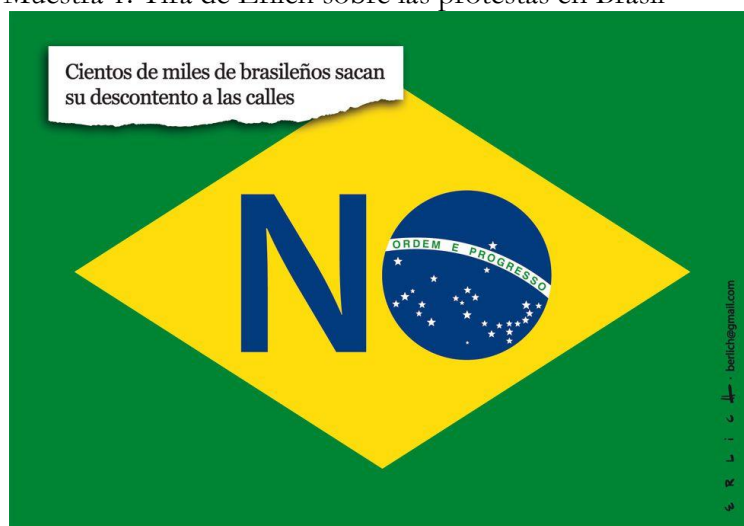 Muestra 1. Tira de Erlich sobre las protestas en Brasil
Cientos de miles de brasileños sacan
su descontento a las calles
NO
ORDEM E PROGRESSO
ERLICH · berlich@gmail.com